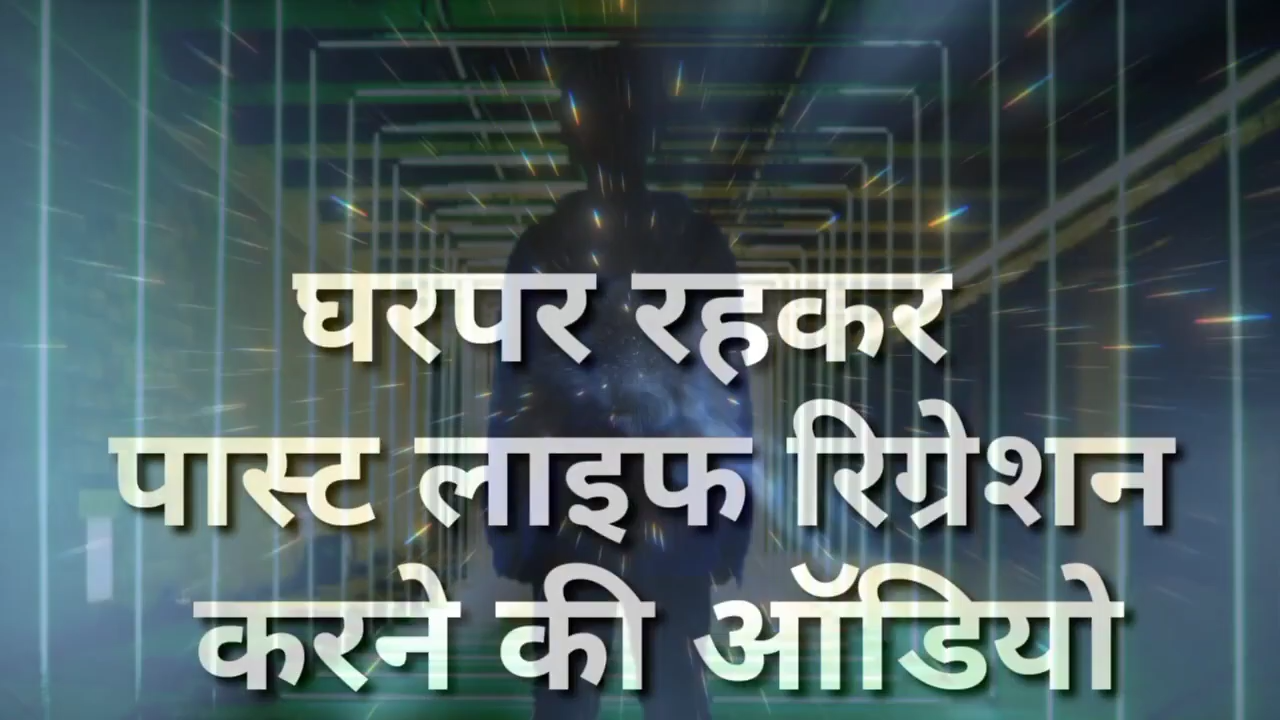 घरपर रहकर
पास्ट लाइफ रिग्रेशन
करने की ऑडियो